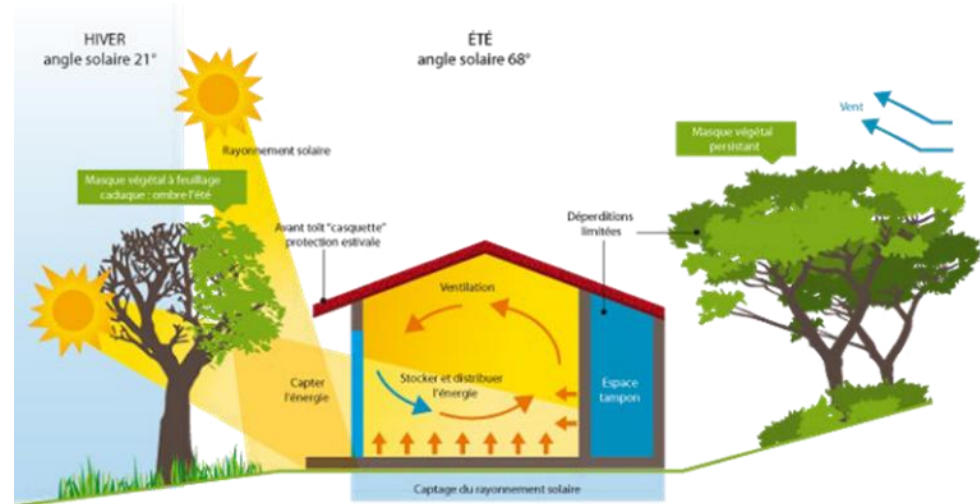 HIVER
angle solaire 21°
ÉTÉ
angle solaire 68°
Vent
Masque végétal
persistant
Rayonnement solaire
Masque végétal à feuillage
caduque : ombre l'été
Avant toît "casquette"
protection estivale
Déperditions
limitées
Ventilation
Capter
l'énergie
Stocker et distribuer
l'énergie
Espace
tampon
Captage du rayonnement solaire